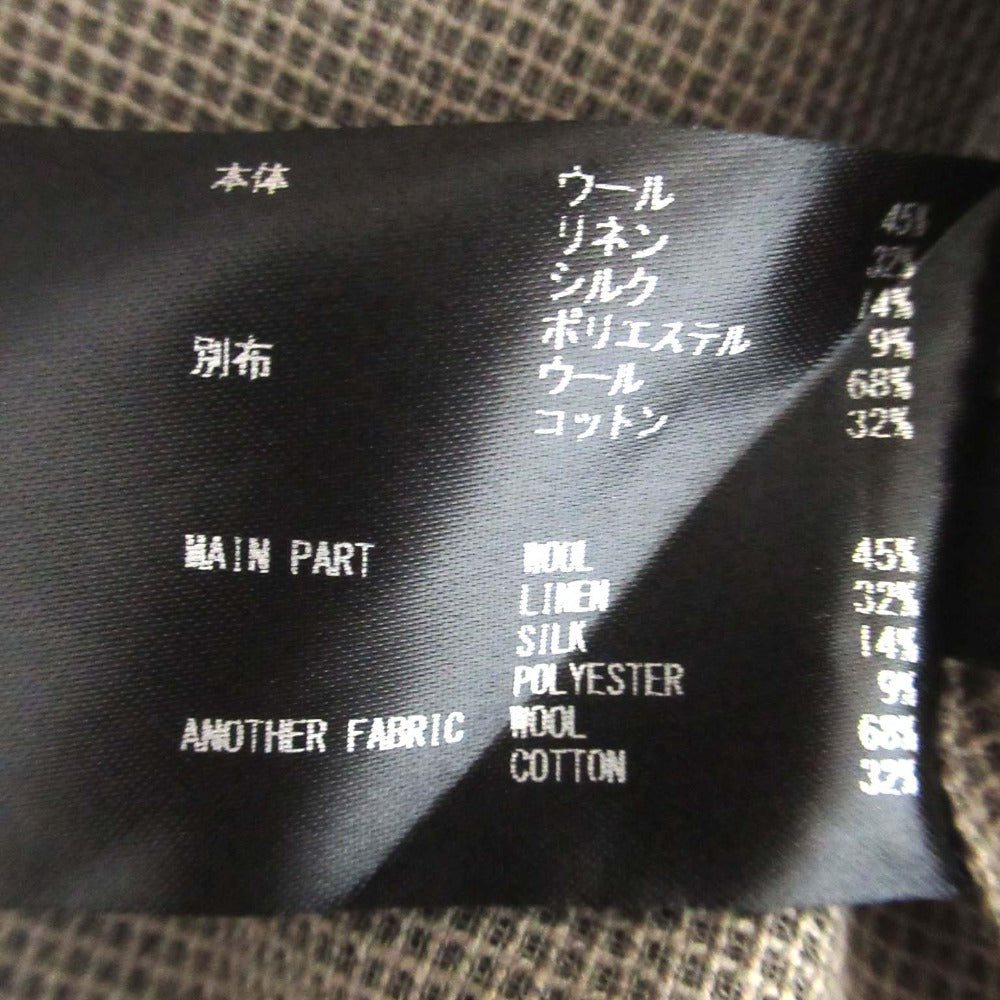 本体 ウール 45%
リネン 32%
シルク 14%
ポリエステル 9%
別布 ウール 68%
コットン 32%
MAIN PART WOOL 45%
LINEN 32%
SILK 14%
POLYESTER 9%
ANOTHER FABRIC WOOL 68%
COTTON 32%